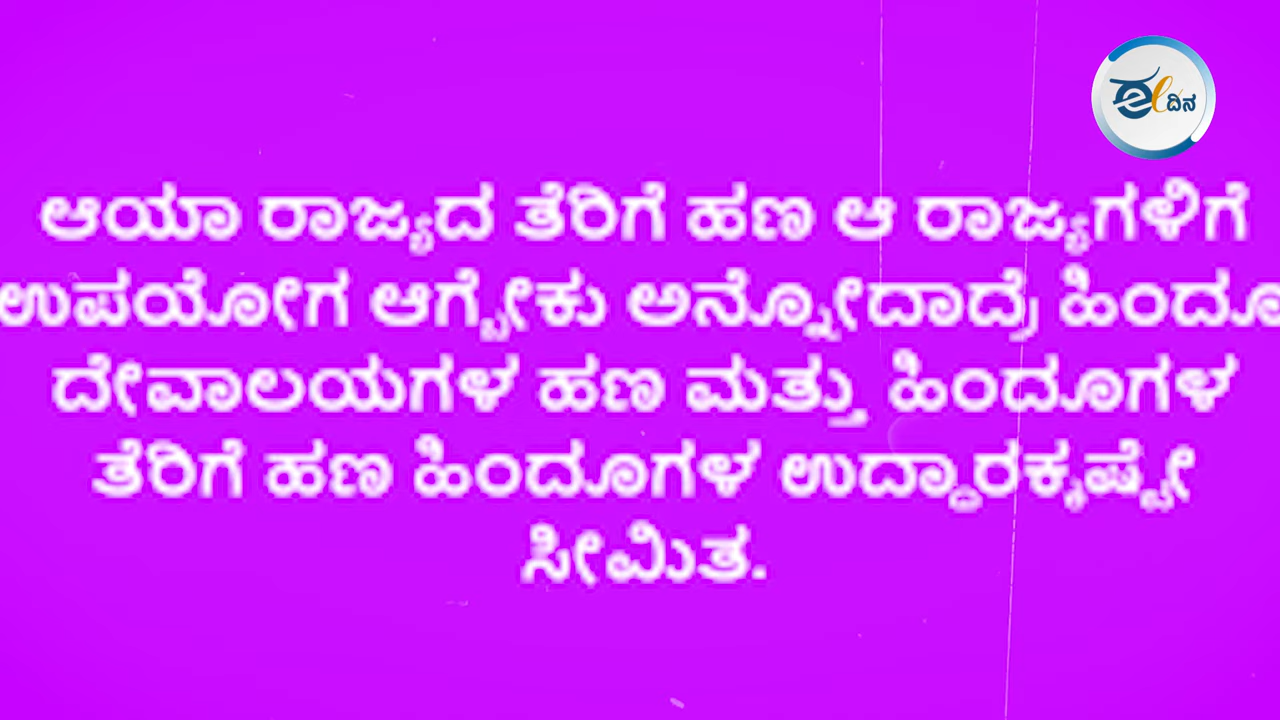 ದಿನ
ಆಯಾ ರಾಜ್ಯದ ತೆರಿಗೆ ಹಣ ಆ ರಾಜ್ಯಗಳಿಗೆ
ಉಪಯೋಗ ಆಗ್ಬೇಕು ಅನ್ನೋದಾದ್ರೆ ಹಿಂದೂ
ದೇವಾಲಯಗಳ ಹಣ ಮತ್ತು ಹಿಂದೂಗಳ
ತೆರಿಗೆ ಹಣ ಹಿಂದೂಗಳ ಉದ್ದಾರಕ್ಕಷ್ಟೇ
ಸೀಮಿತ.